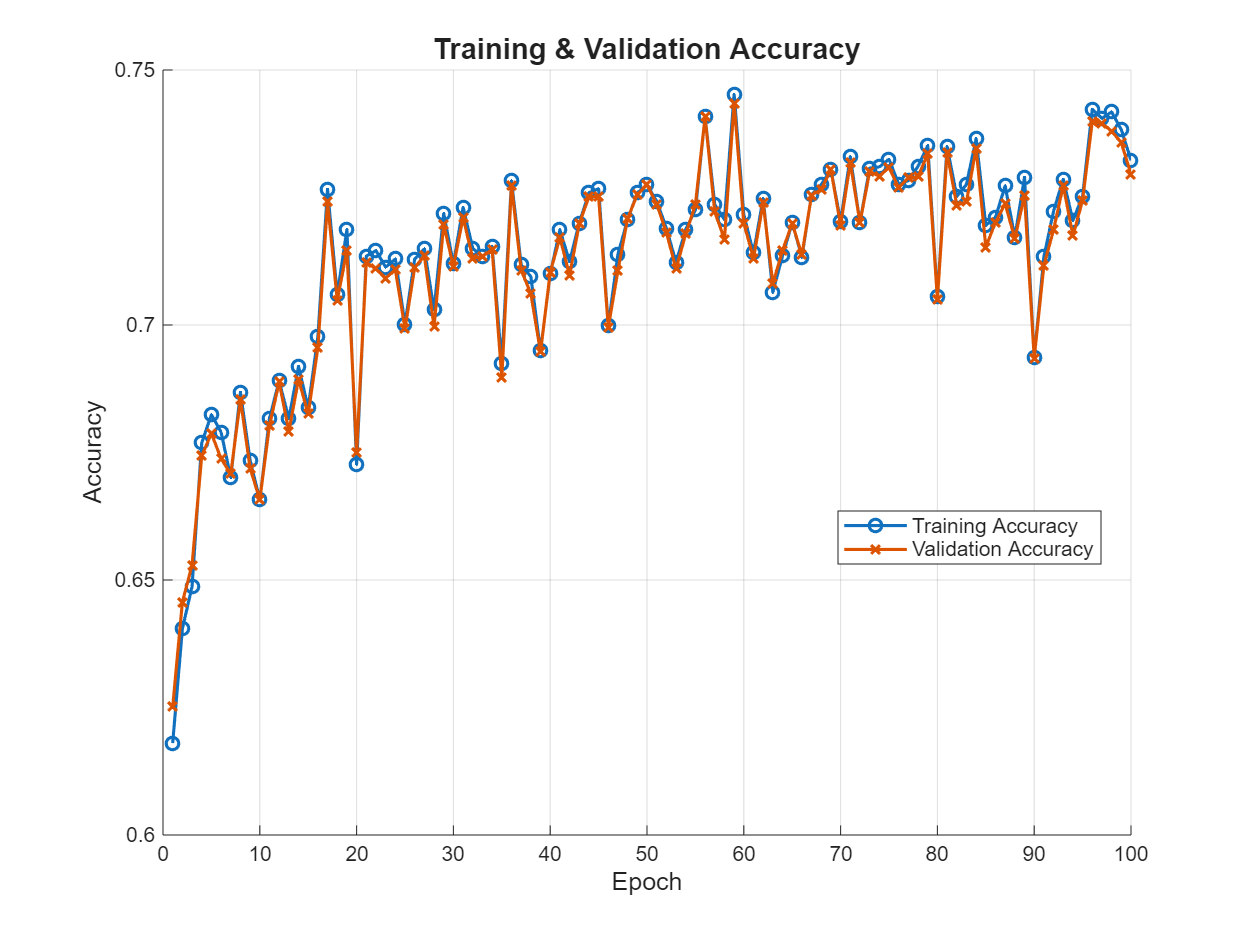 Training & Validation Accuracy
0.75
0.7
0.65
0.6
Accuracy
Training Accuracy
Validation Accuracy
0 10 20 30 40 50 60 70 80 90 100
Epoch